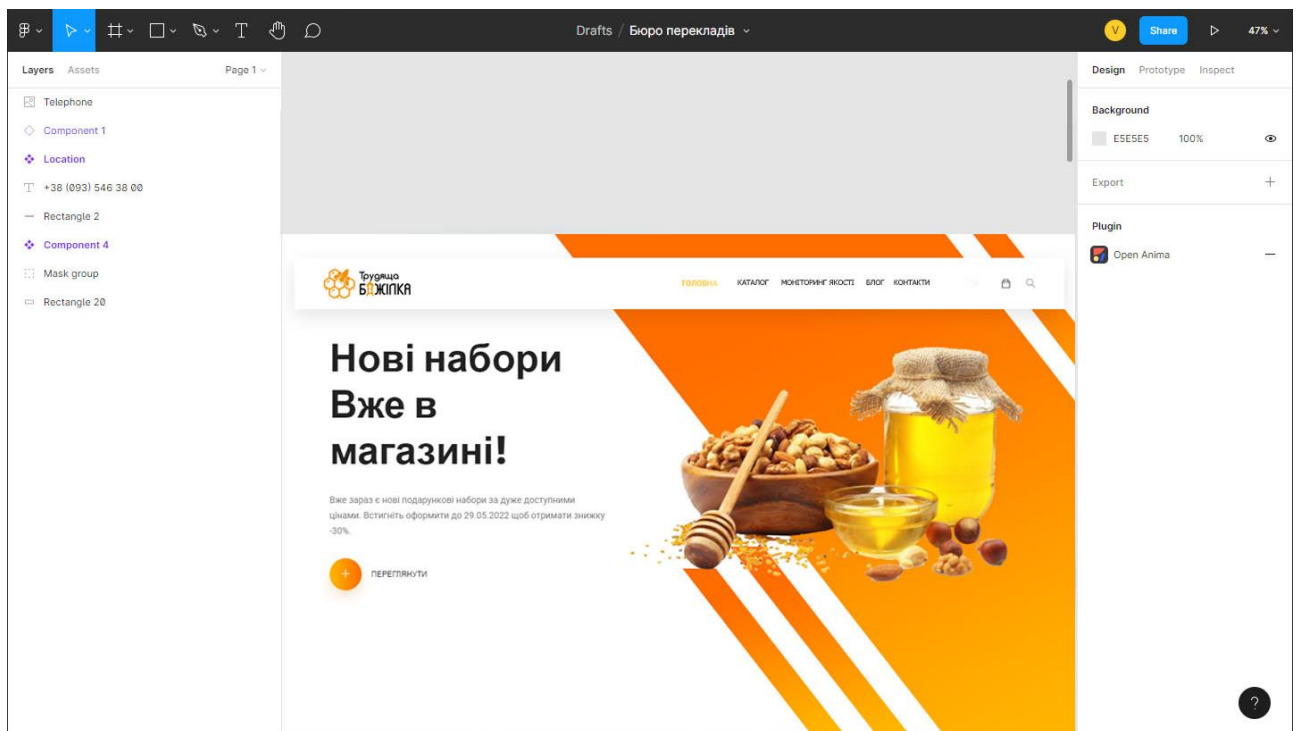 Drafts / Бюро перекладів
V
Share
47%
Layers Assets Page 1
Telephone
Component 1
Location
+38 (093) 546 38 00
Rectangle 2
Component 4
Mask group
Rectangle 20
Трудяща
БДЖІЛКА
ГОЛОВНА КАТАЛОГ МОНІТОРИНГ ЯКОСТІ БЛОГ КОНТАКТИ
Нові набори
Вже в
магазині!
Вже зараз є нові подарункові набори за дуже доступними
цінами. Встигніть оформити до 29.05.2022 щоб отримати знижку
-30%.
+ ПЕРЕГЛЯНУТИ
Design Prototype Inspect
Background
E5E5E5 100%
Export
Plugin
Open Anima
?